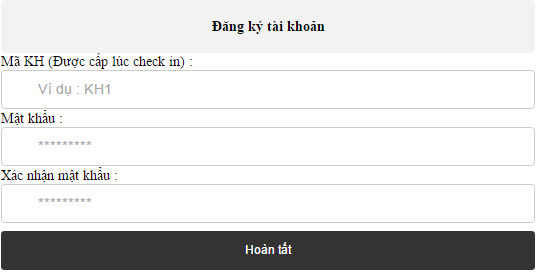 Đăng ký tài khoản
Mã KH (Được cấp lúc check in) :
Ví dụ : KH1
Mật khẩu :
*********
Xác nhận mật khẩu :
*********
Hoàn tất